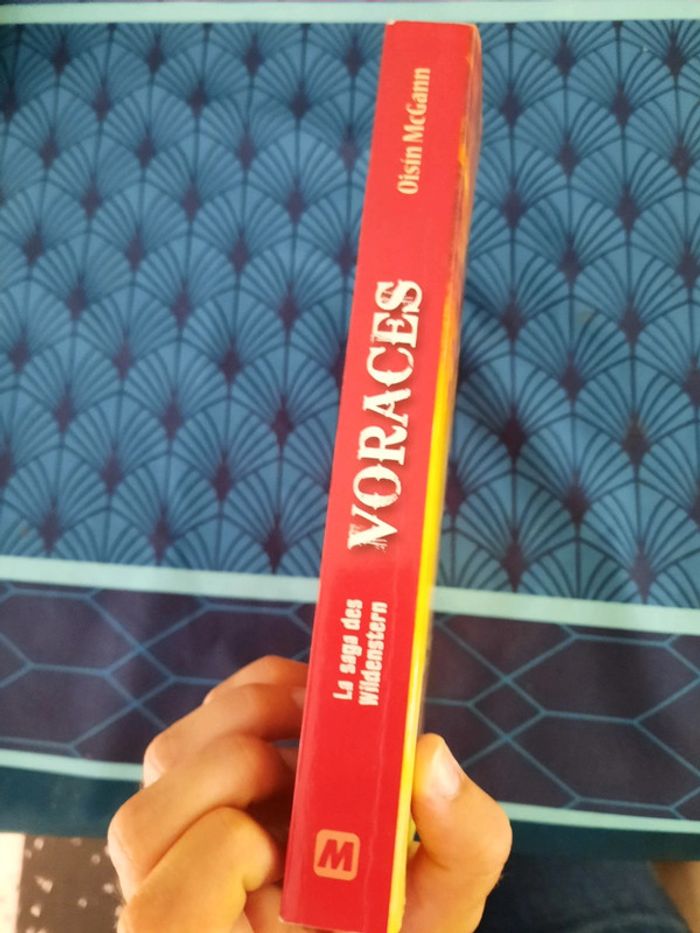 La saga des
Wildenstern
VORACES
Oisín McGann
M